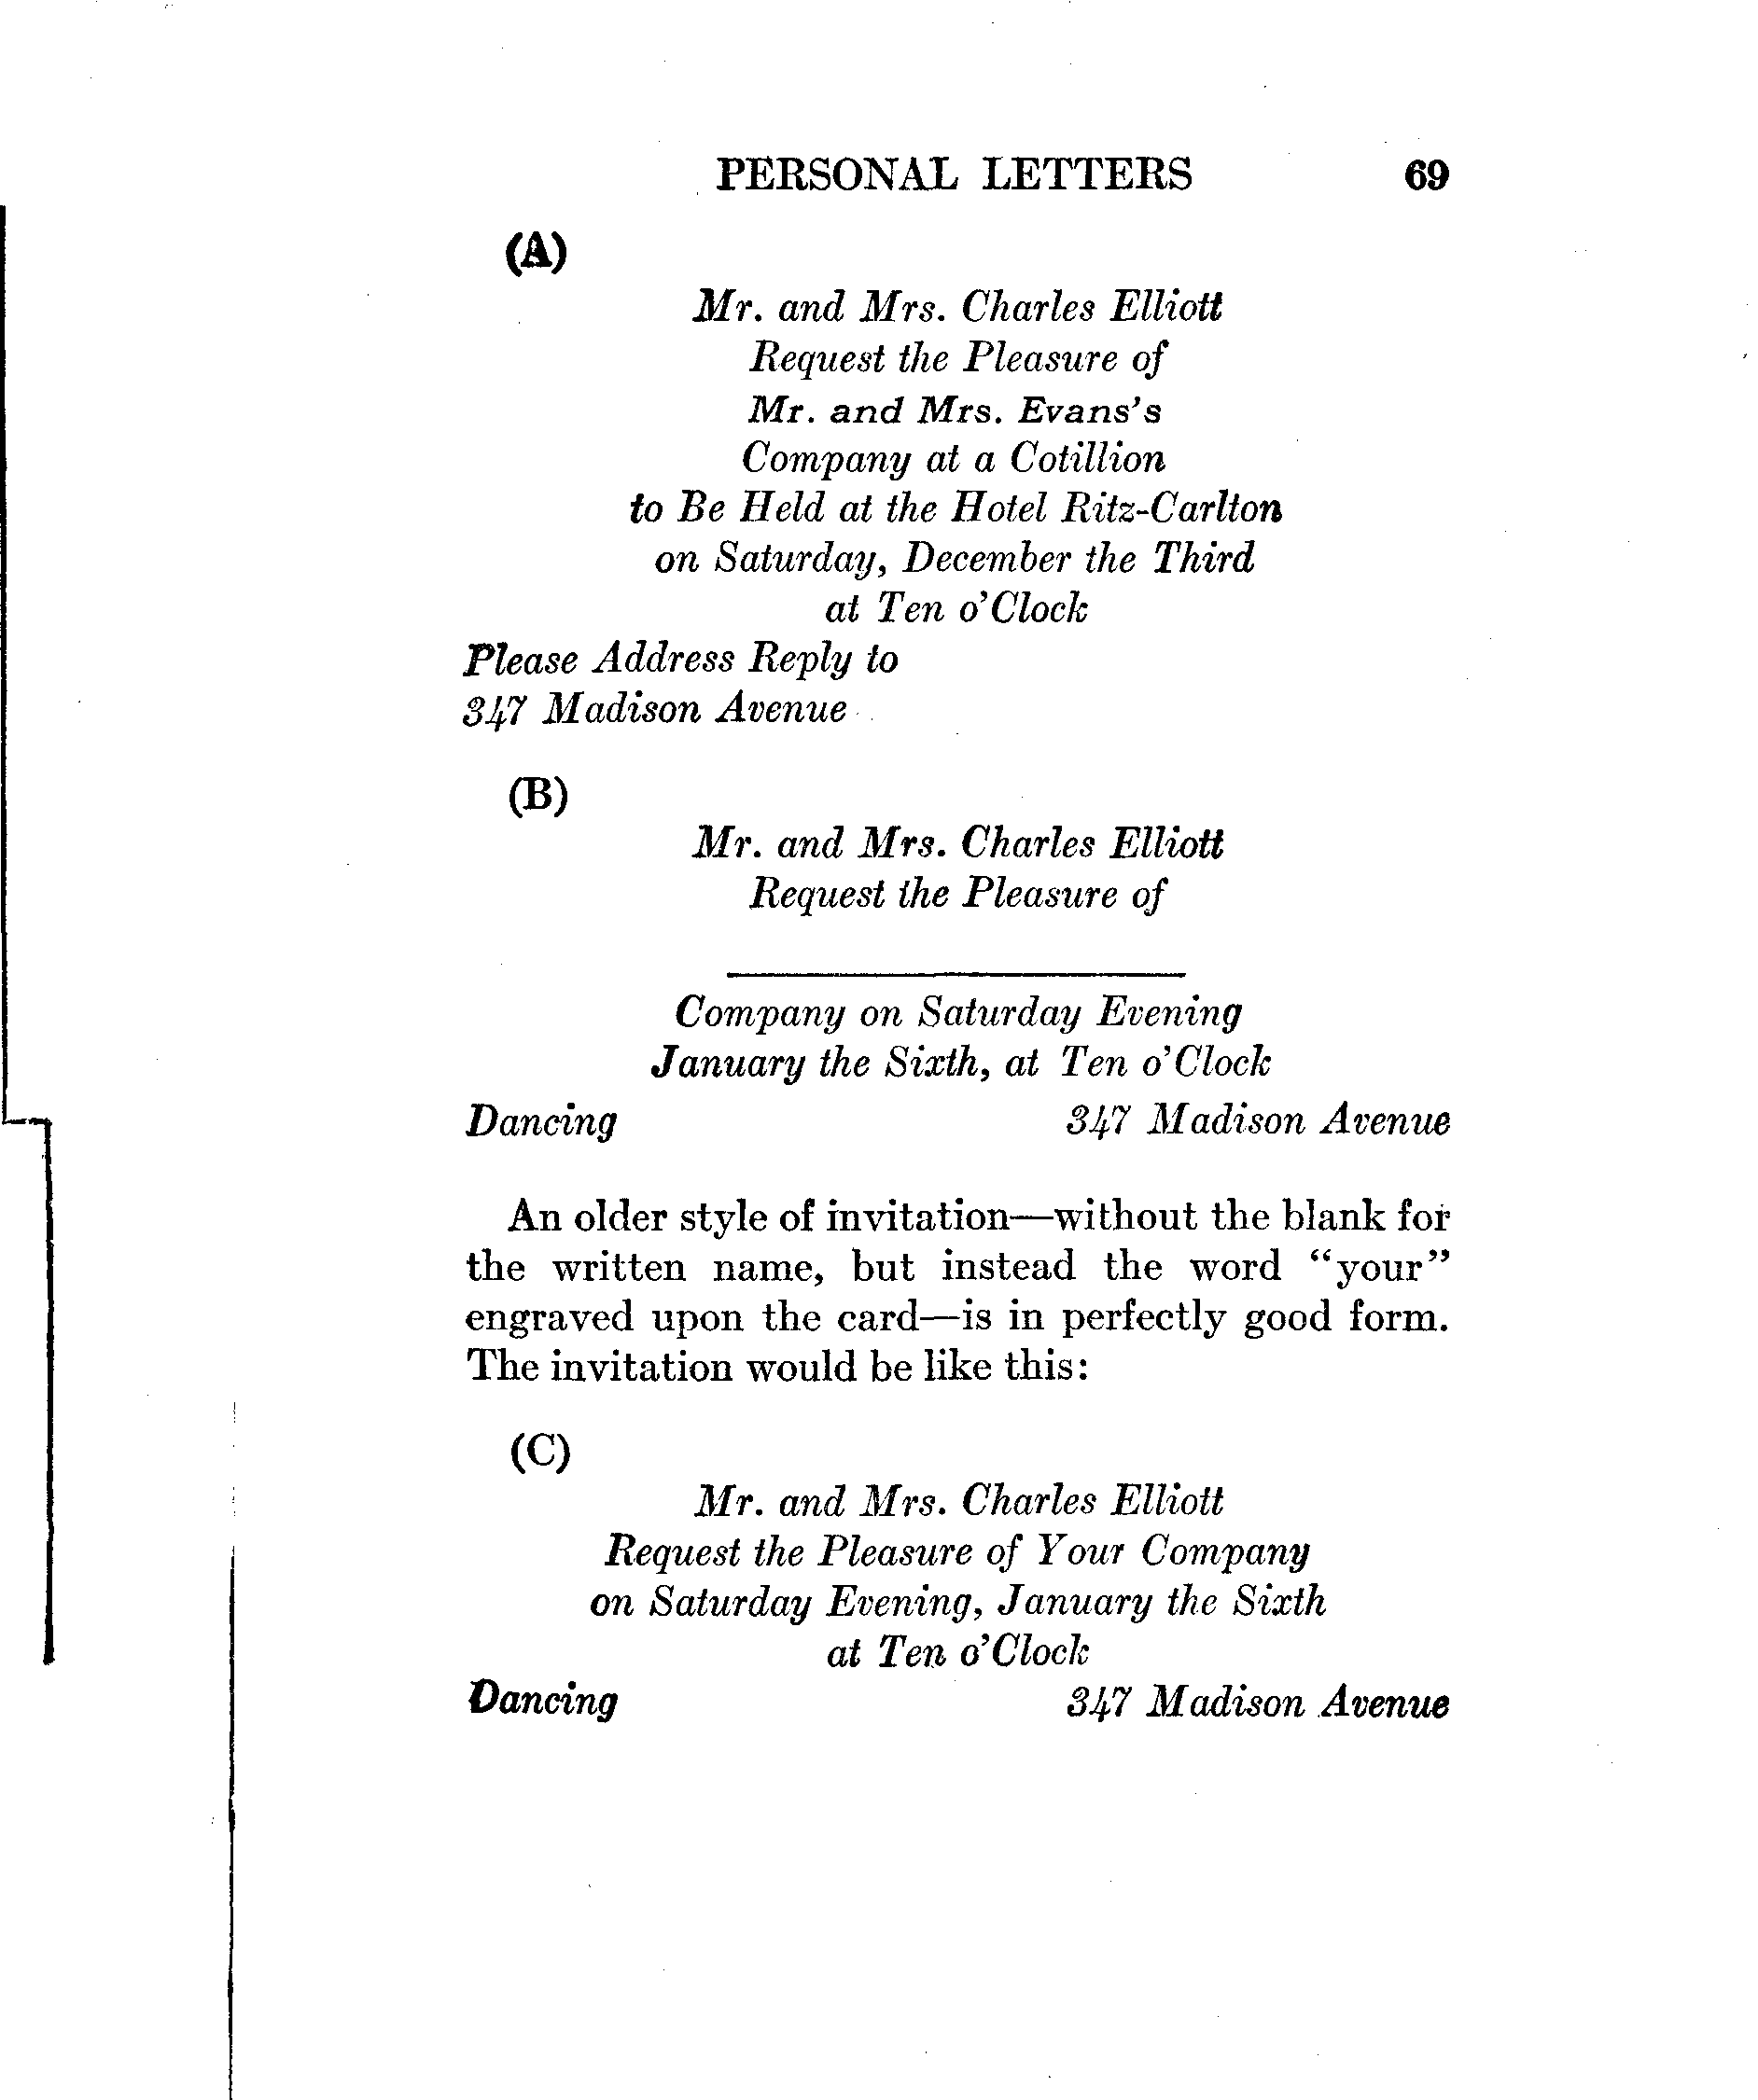 PERSONAL LETTERS 69
(A)
Mr. and Mrs. Charles Elliott
Request the Pleasure of
Mr. and Mrs. Evans's
Company at a Cotillion
to Be Held at the Hotel Ritz-Carlton
on Saturday, December the Third
at Ten o'Clock
Please Address Reply to
347 Madison Avenue
(B)
Mr. and Mrs. Charles Elliott
Request the Pleasure of
Company on Saturday Evening
January the Sixth, at Ten o'Clock
Dancing 347 Madison Avenue
An older style of invitation—without the blank for
the written name, but instead the word “your”
engraved upon the card—is in perfectly good form.
The invitation would be like this:
(C)
Mr. and Mrs. Charles Elliott
Request the Pleasure of Your Company
on Saturday Evening, January the Sixth
at Ten o'Clock
Dancing 347 Madison Avenue